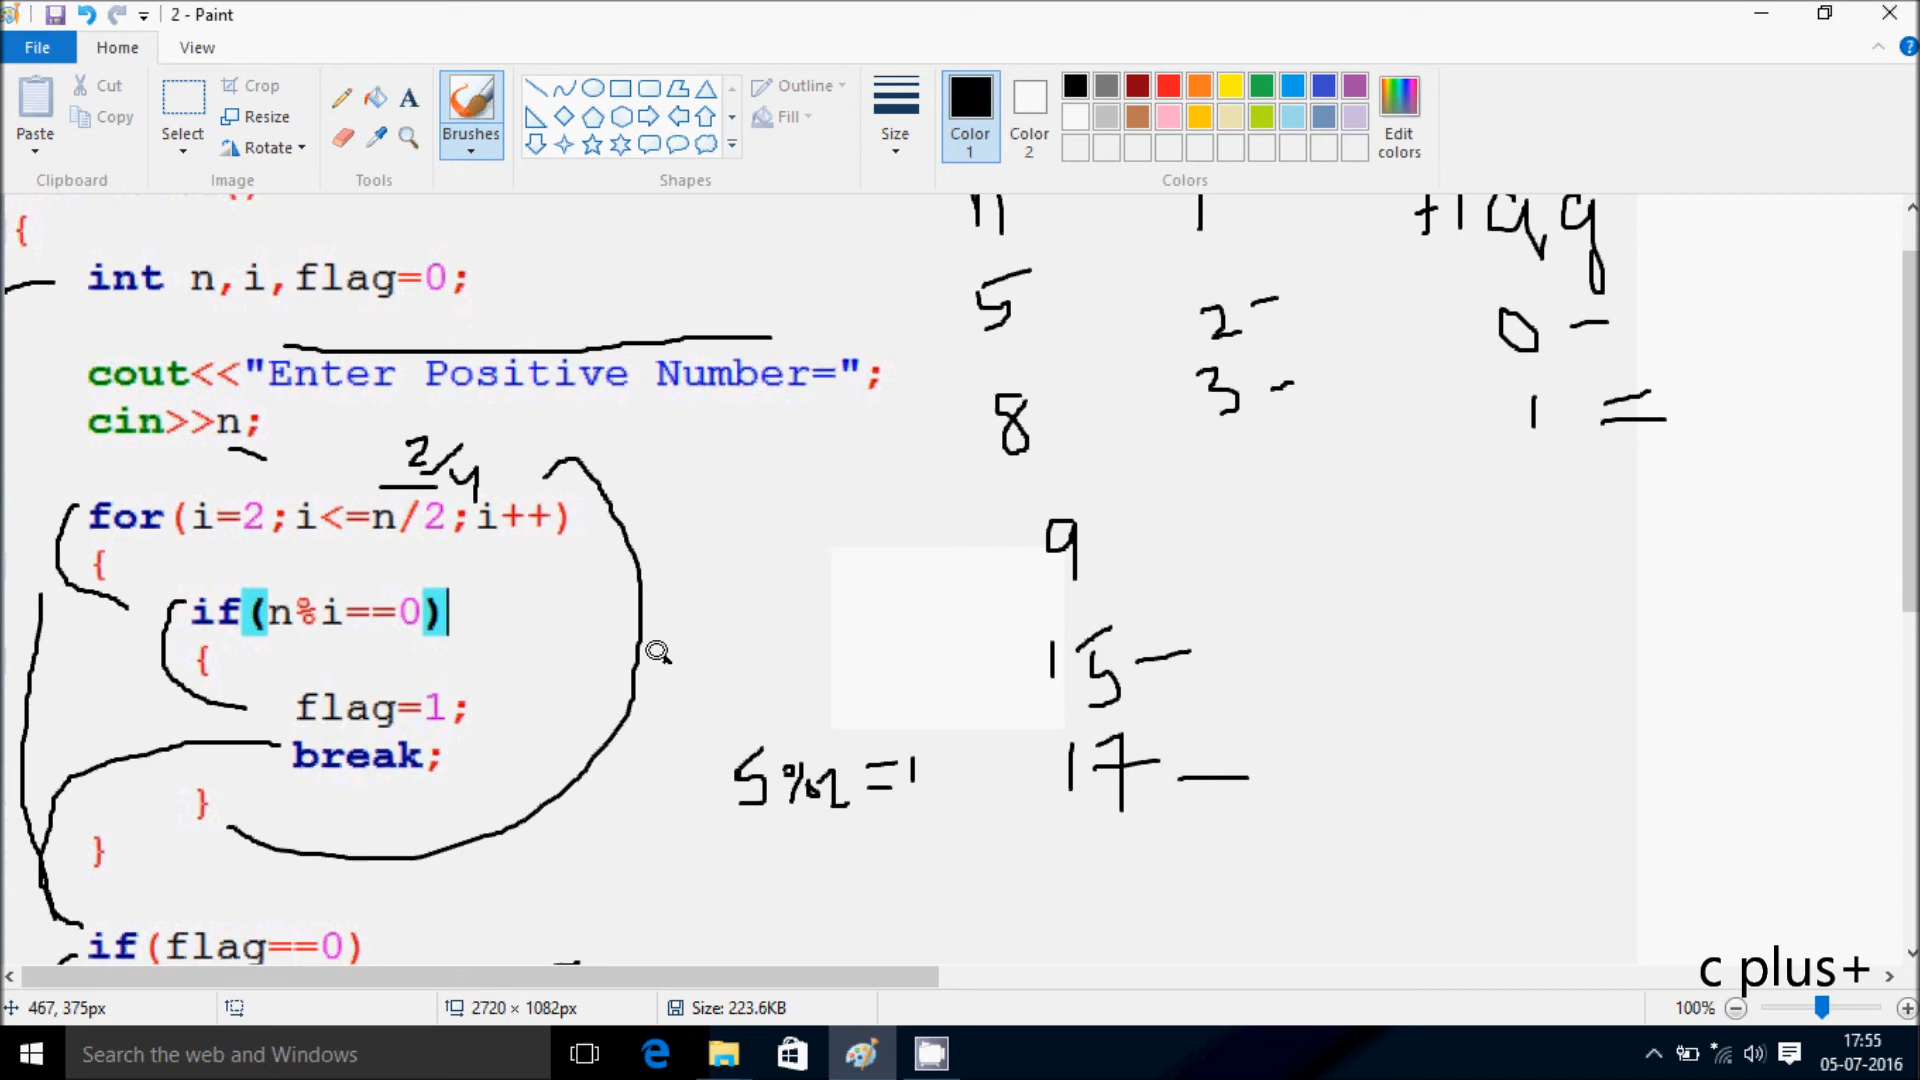 2 - Paint
File Home View
Cut
Copy
Paste
Clipboard
Select
Crop
Resize
Rotate
Image
Tools
Brushes
Shapes
Outline
Fill
Size
Color 1
Color 2
Edit colors
Colors
{
int n,i,flag=0;
cout<<"Enter Positive Number=";
cin>>n;
2/4
for(i=2;i<=n/2;i++)
{
if(n%i==0)
{
flag=1;
break;
}
}
if(flag==0)
n i flag
5 2 0
8 3 1
9
15
17
5%2=1
c plus+
467, 375px
2720 × 1082px
Size: 223.6KB
100%
Search the web and Windows
17:55
05-07-2016